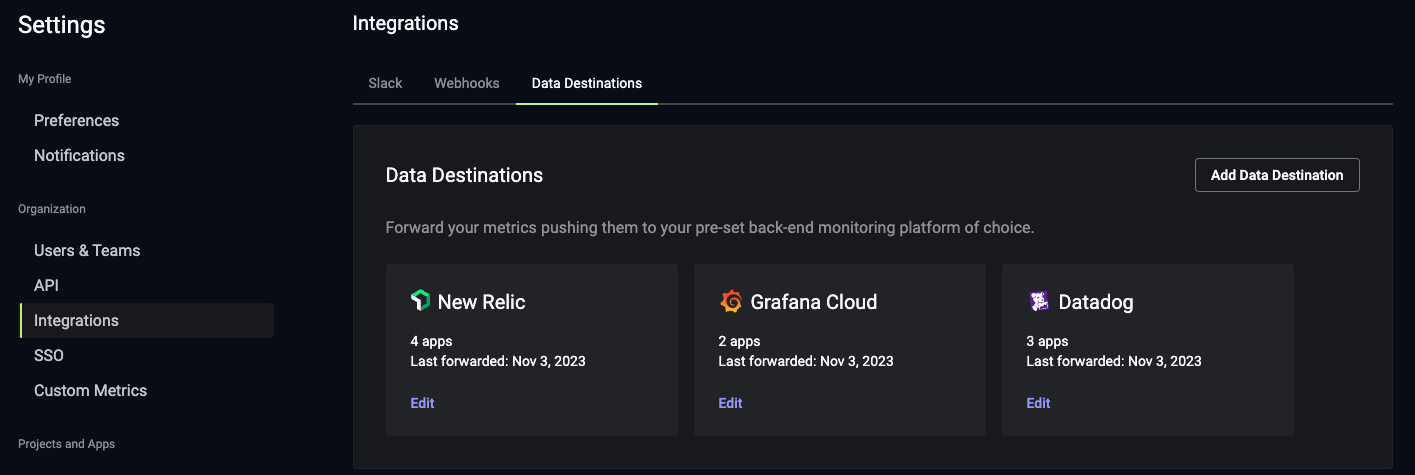 Settings
My Profile
Preferences
Notifications
Organization
Users & Teams
API
Integrations
SSO
Custom Metrics
Projects and Apps
Integrations
Slack Webhooks Data Destinations
Data Destinations
Add Data Destination
Forward your metrics pushing them to your pre-set back-end monitoring platform of choice.
New Relic
4 apps
Last forwarded: Nov 3, 2023
Edit
Grafana Cloud
2 apps
Last forwarded: Nov 3, 2023
Edit
Datadog
3 apps
Last forwarded: Nov 3, 2023
Edit